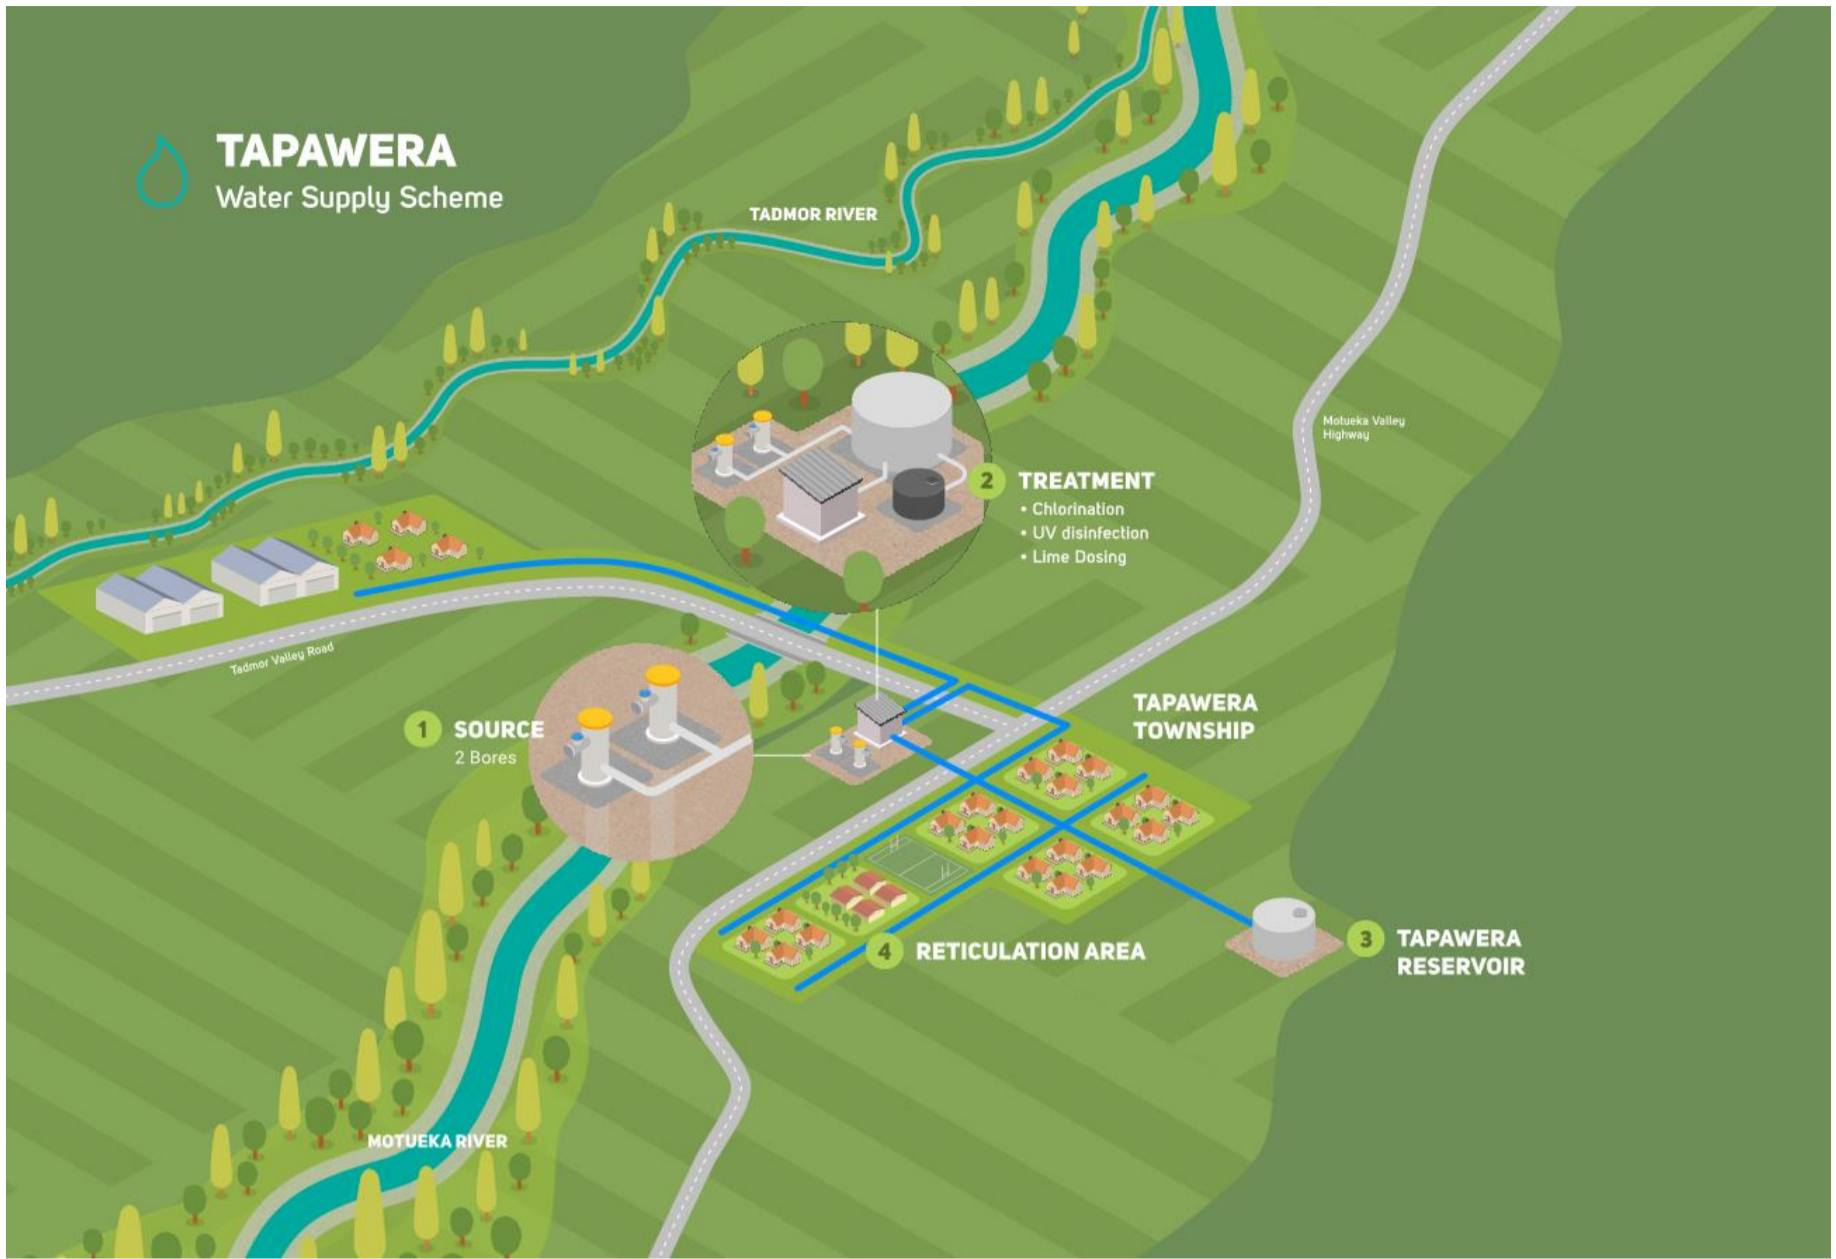 TAPAWERA
Water Supply Scheme
TADMOR RIVER
Motueka Valley
Highway
2 TREATMENT
• Chlorination
• UV disinfection
• Lime Dosing
Tadmor Valley Road
1 SOURCE
2 Bores
TAPAWERA
TOWNSHIP
4 RETICULATION AREA
3 TAPAWERA
RESERVOIR
MOTUEKA RIVER